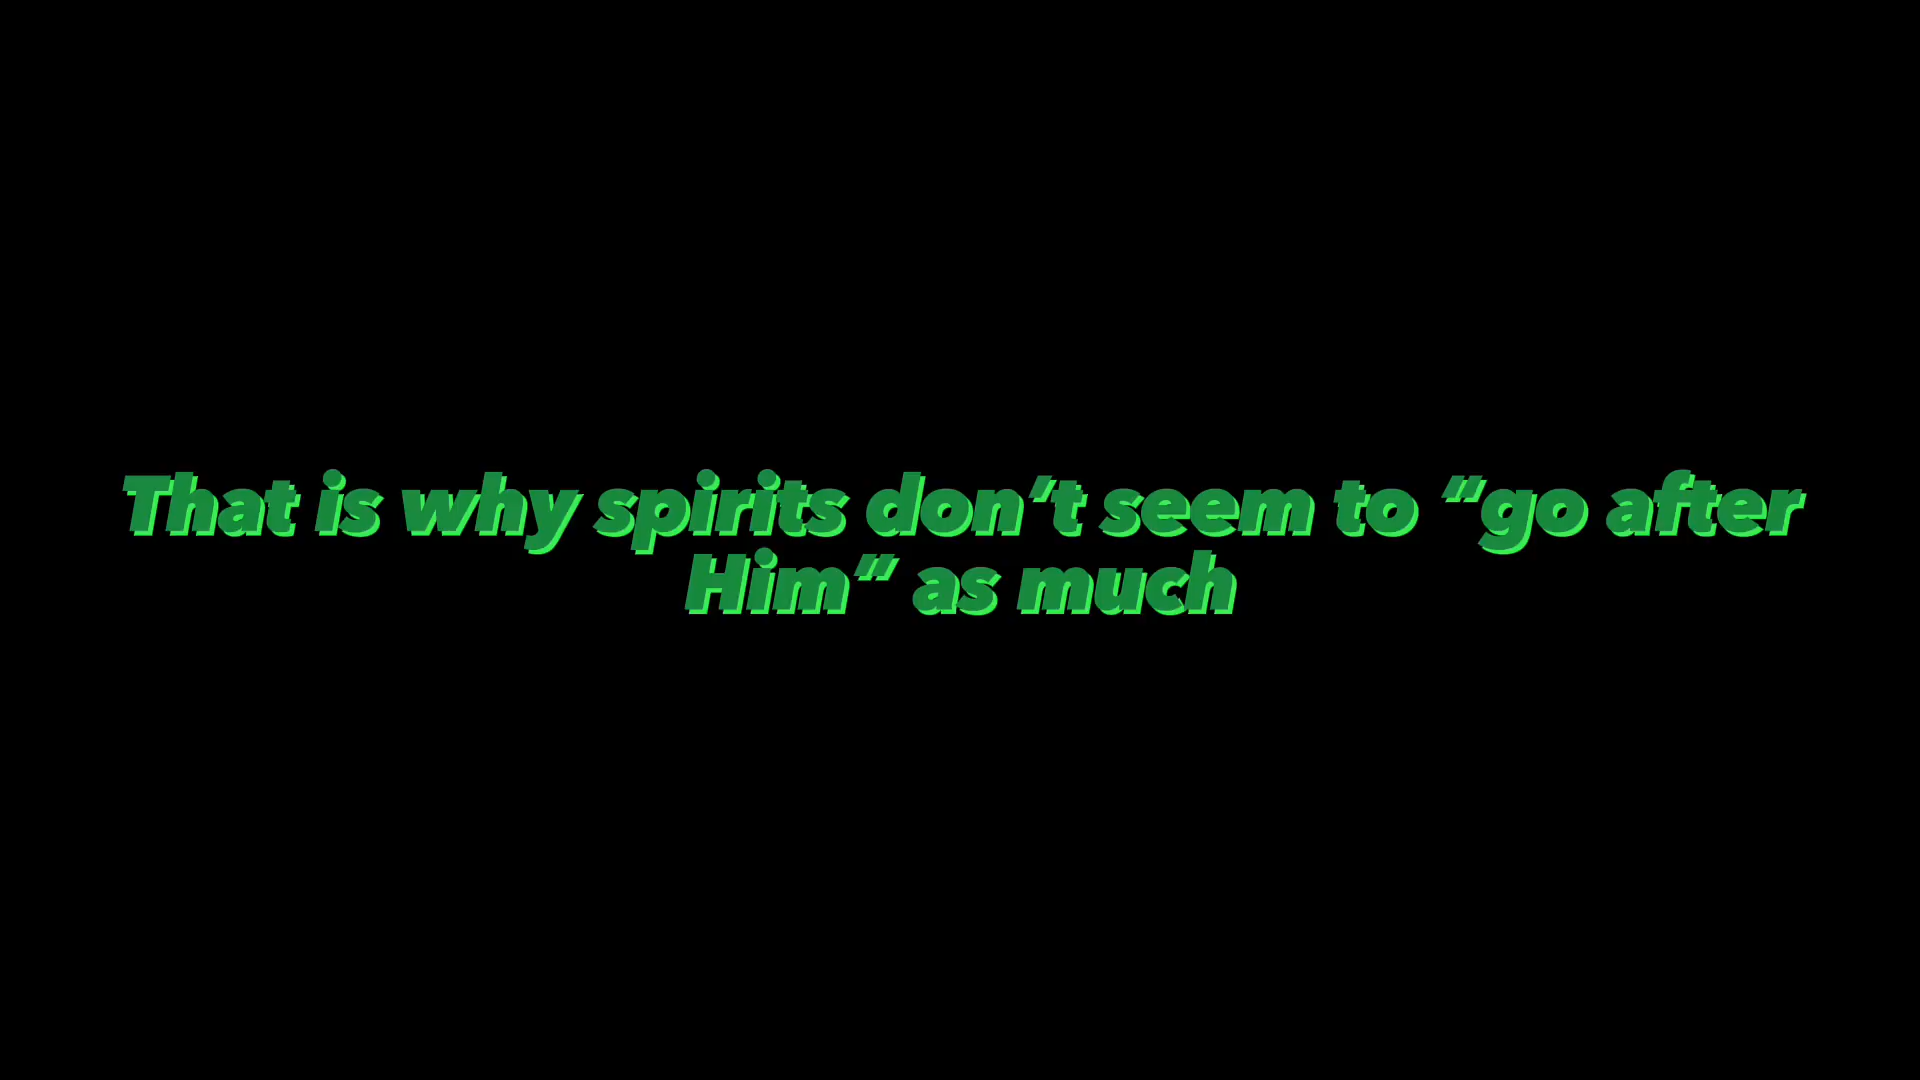 That is why spirits don’t seem to “go after
Him” as much